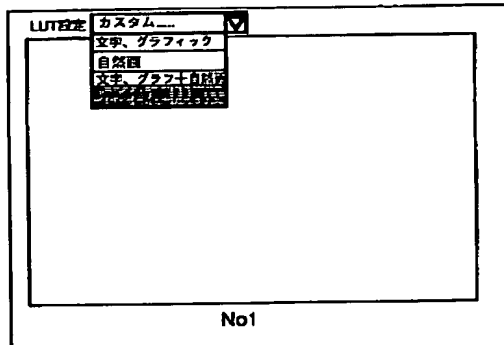 LUT設定 カスタム......
文字、グラフィック
自然画
文字、グラフ+自然画
No1